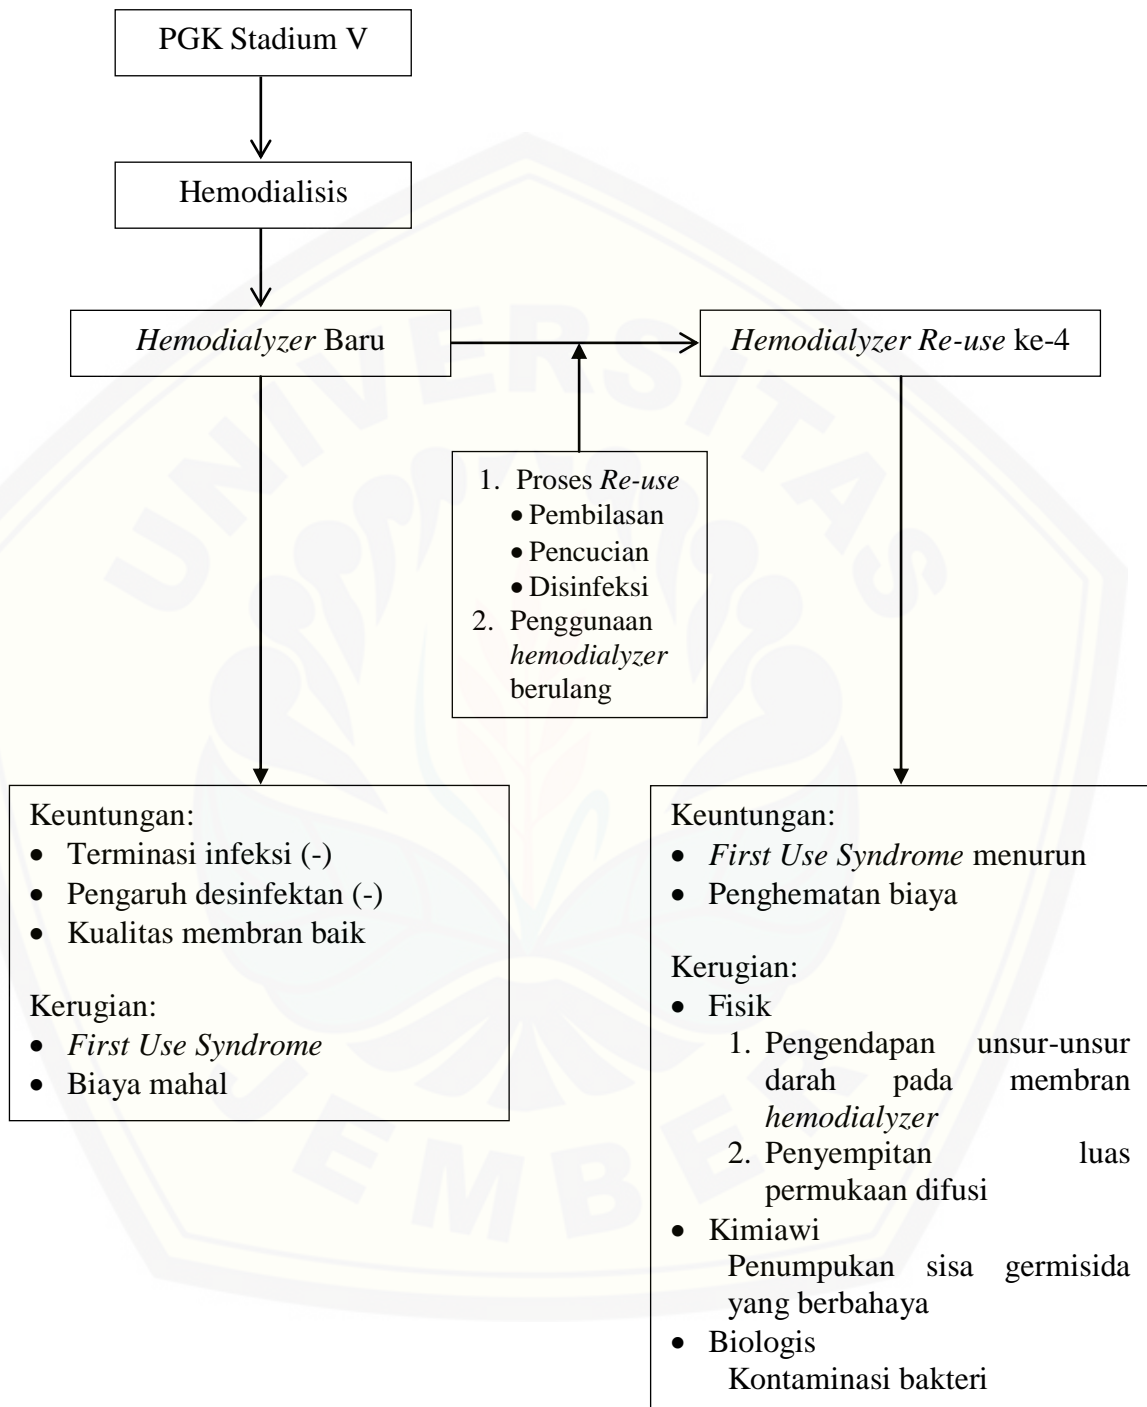 PGK Stadium V
Hemodialisis
Hemodialyzer Baru
Hemodialyzer Re-use ke-4
1. Proses Re-use
• Pembilasan
• Pencucian
• Disinfeksi
2. Penggunaan
hemodialyzer
berulang
Keuntungan:
• Terminasi infeksi (-)
• Pengaruh desinfektan (-)
• Kualitas membran baik
Kerugian:
• First Use Syndrome
• Biaya mahal
Keuntungan:
• First Use Syndrome menurun
• Penghematan biaya
Kerugian:
• Fisik
1. Pengendapan unsur-unsur
darah pada membran
hemodialyzer
2. Penyempitan luas
permukaan difusi
• Kimiawi
Penumpukan sisa germisida
yang berbahaya
• Biologis
Kontaminasi bakteri
UNIVERSITAS
JEMBER